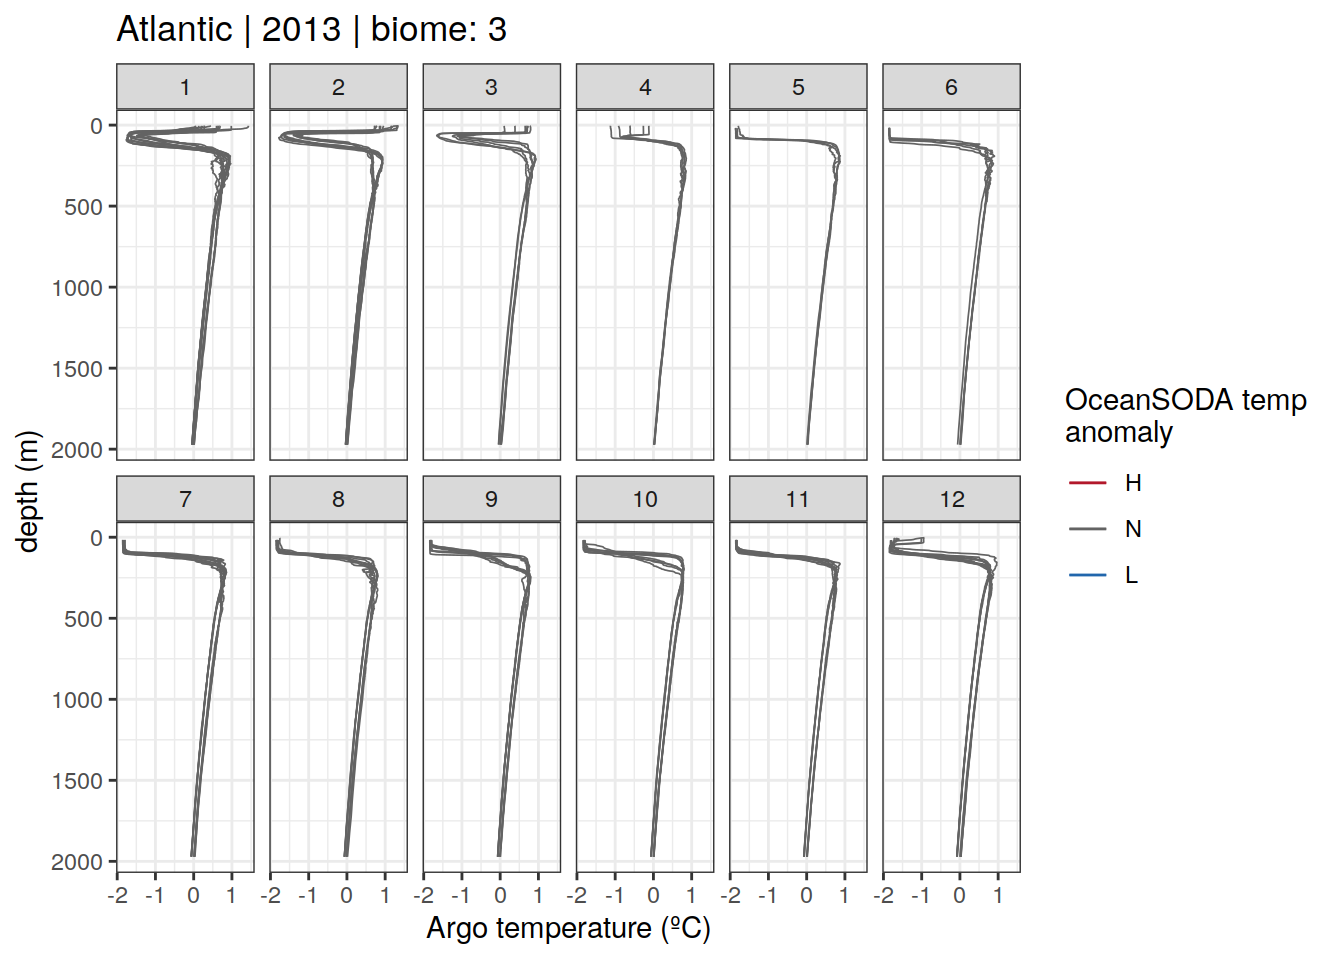 Atlantic | 2013 | biome: 3
1 2 3 4 5 6
0
500
1000
1500
2000
7 8 9 10 11 12
0
500
1000
1500
2000
-2 -1 0 1 -2 -1 0 1 -2 -1 0 1 -2 -1 0 1 -2 -1 0 1 -2 -1 0 1
Argo temperature (ºC)
depth (m)
OceanSODA temp
anomaly
H
N
L